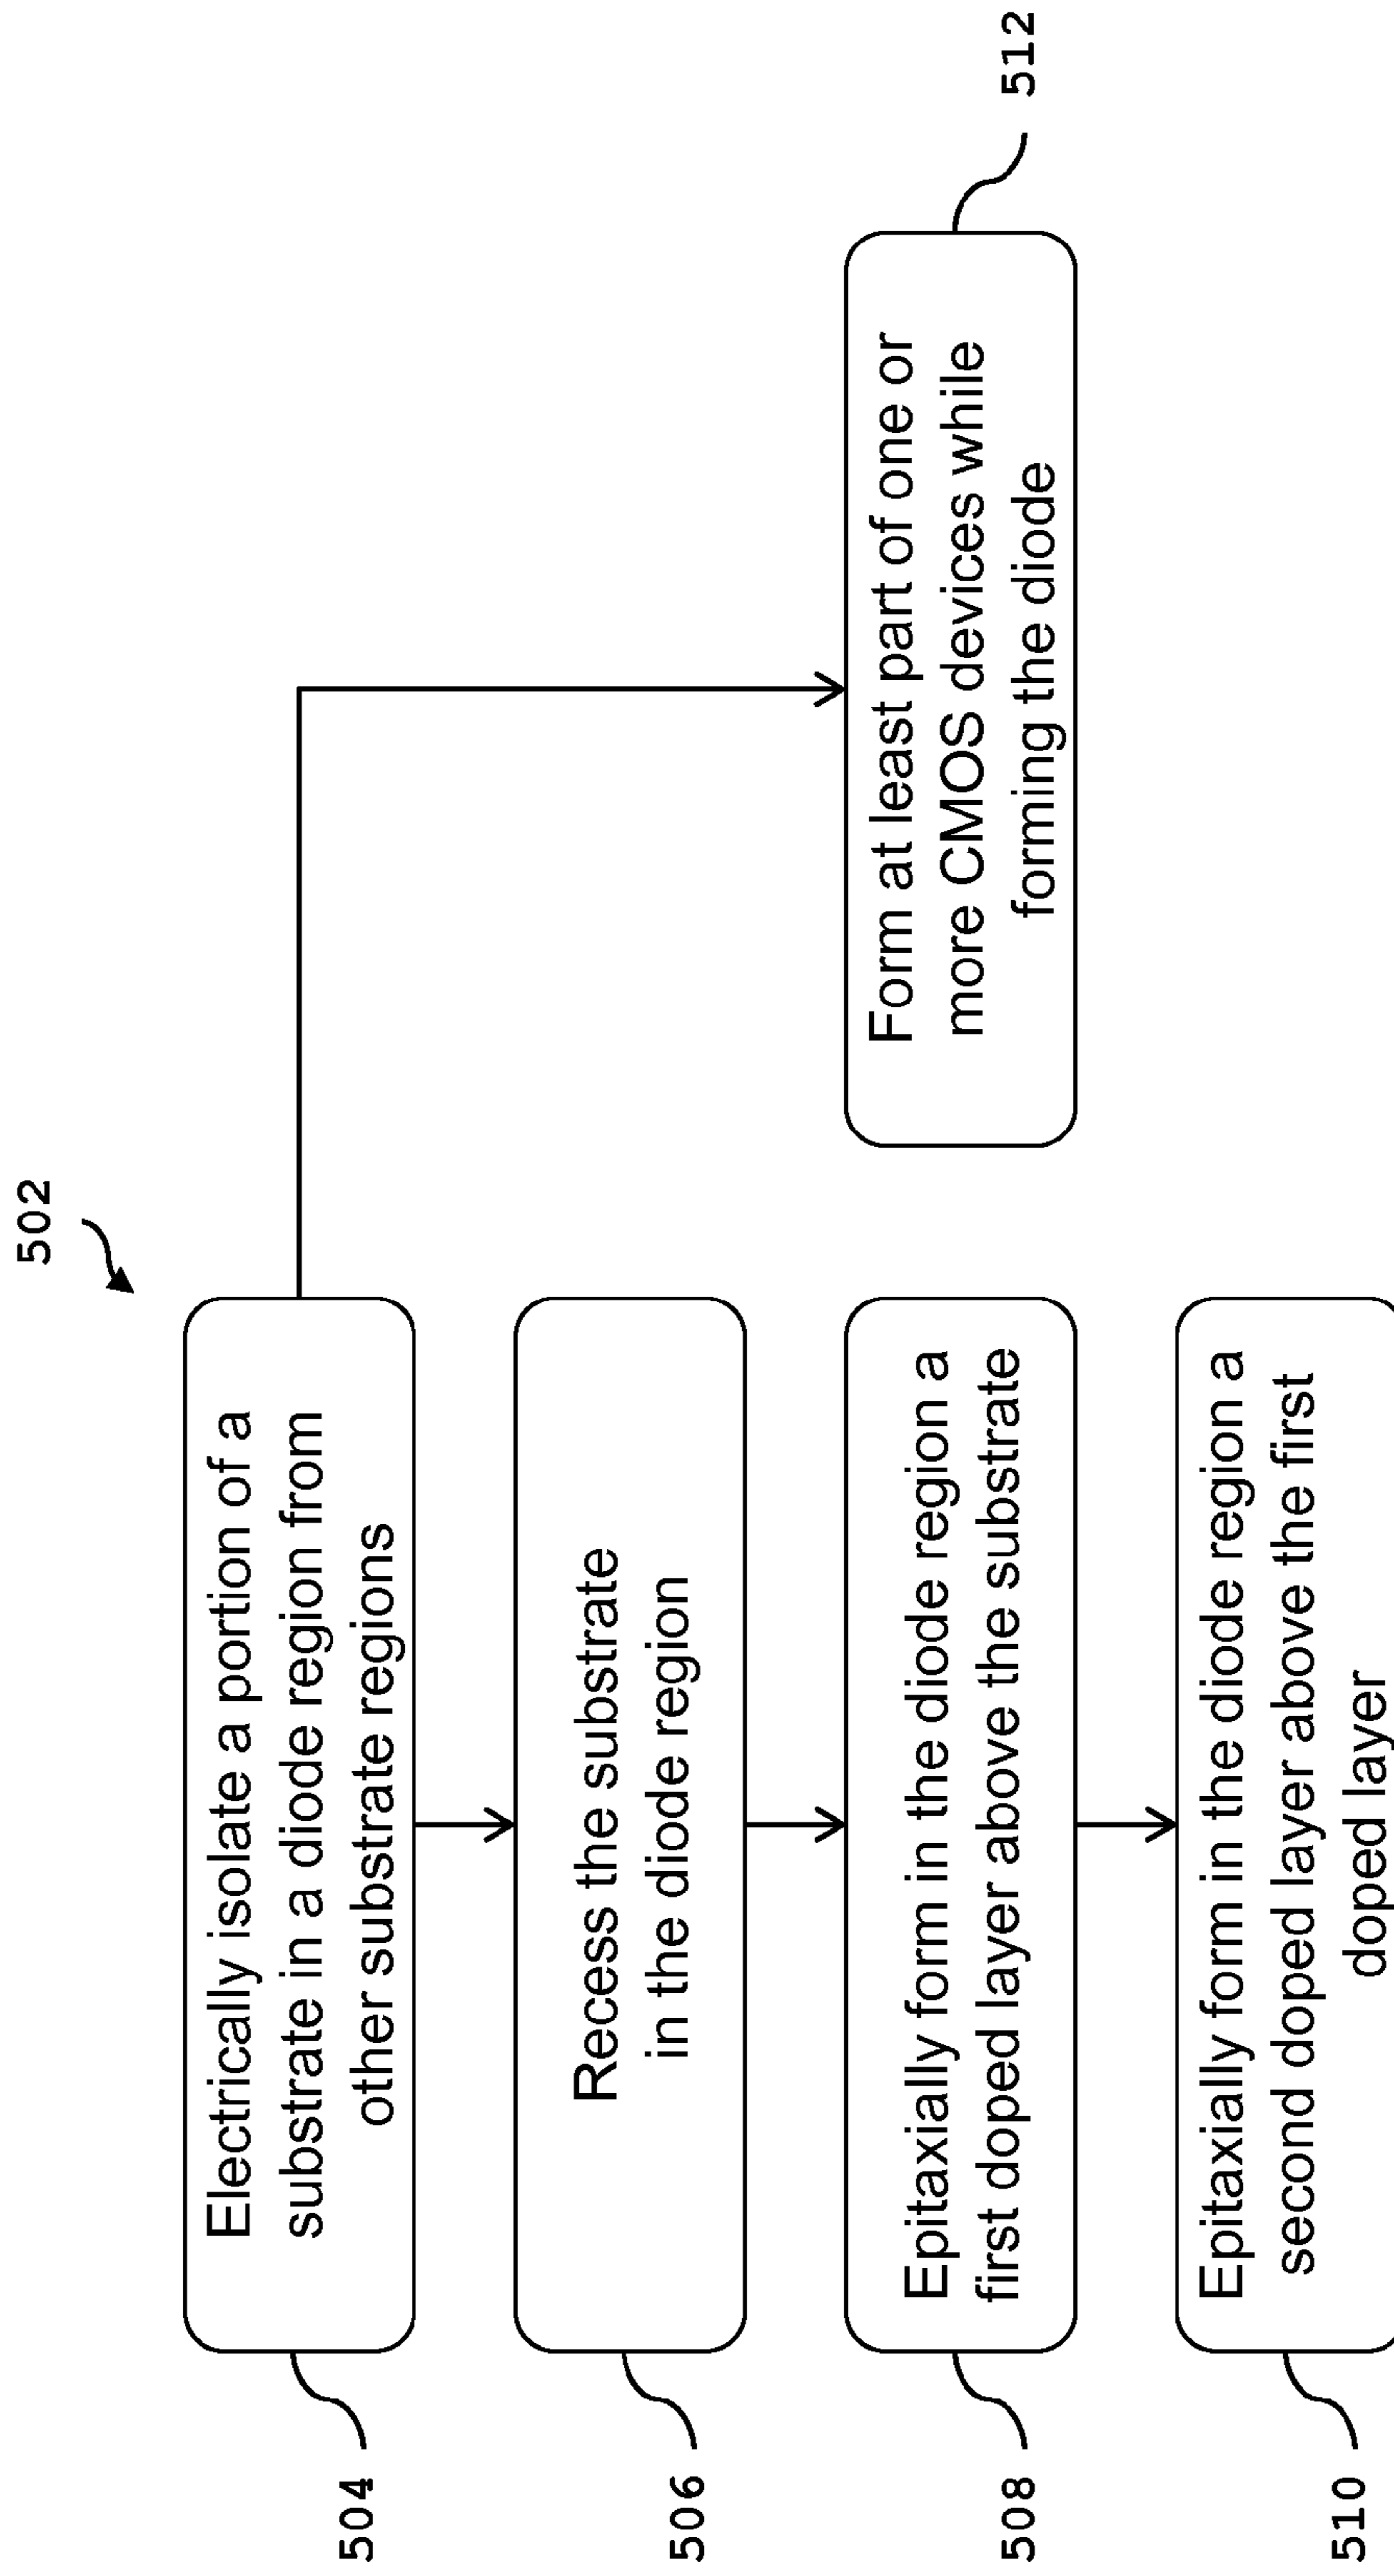 502
504
Electrically isolate a portion of a
substrate in a diode region from
other substrate regions
506
Recess the substrate
in the diode region
508
Epitaxially form in the diode region a
first doped layer above the substrate
Form at least part of one or
more CMOS devices while
forming the diode
512
510
Epitaxially form in the diode region a
second doped layer above the first
doped layer